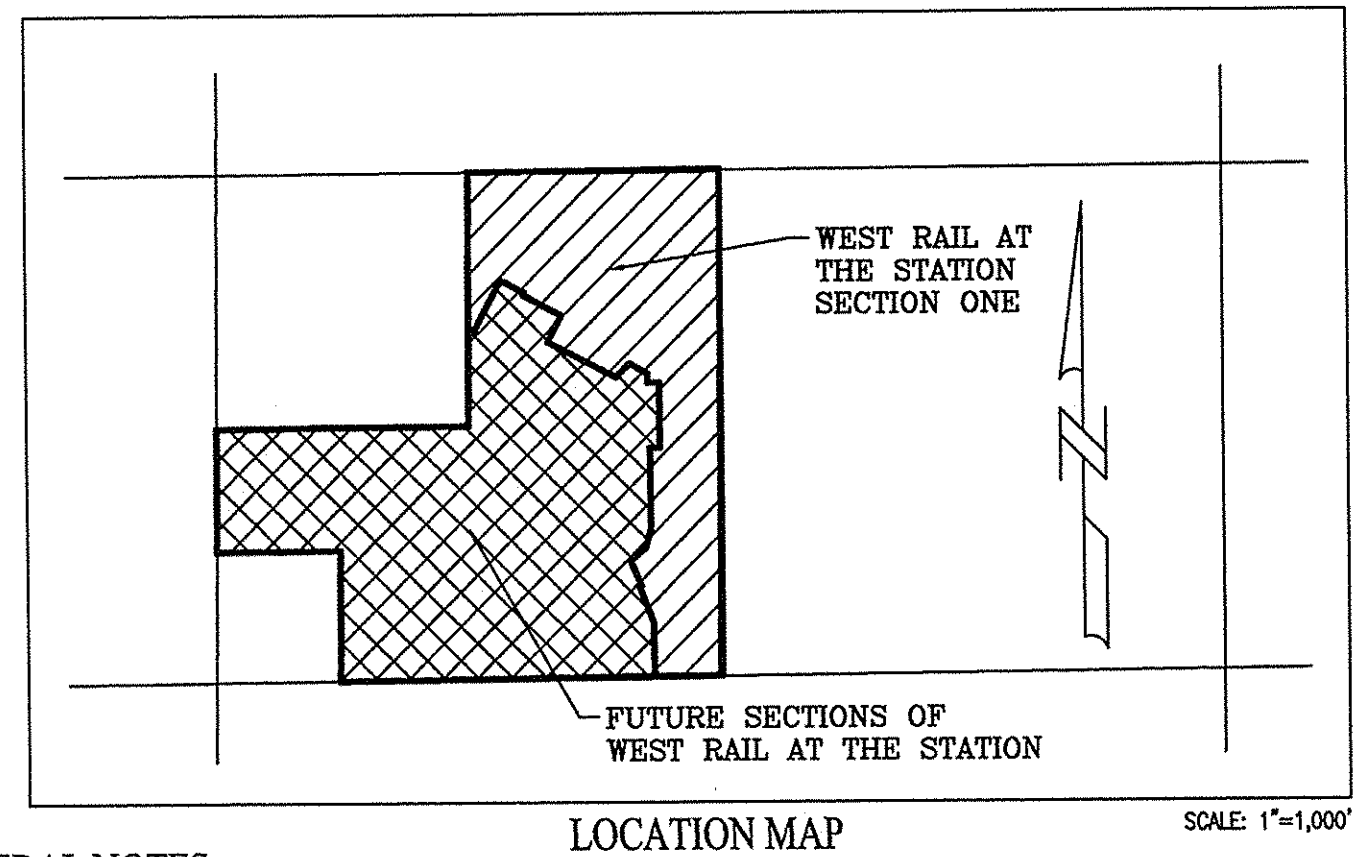 WEST RAIL AT
THE STATION
SECTION ONE
FUTURE SECTIONS OF
WEST RAIL AT THE STATION
LOCATION MAP
SCALE: 1"=1,000'
NOTES